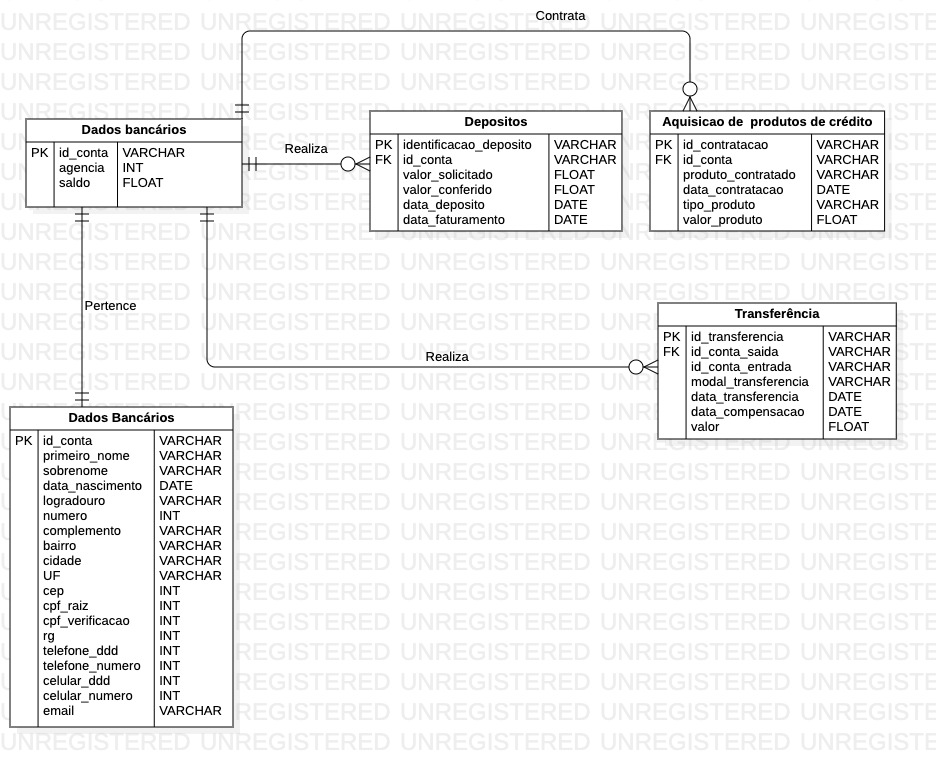 Contrata
Dados bancários
PK id_conta VARCHAR
agencia INT
saldo FLOAT
Realiza
Depositos
PK identificacao_deposito VARCHAR
FK id_conta VARCHAR
valor_solicitado FLOAT
valor_conferido FLOAT
data_deposito DATE
data_faturamento DATE
Aquisicao de produtos de crédito
PK id_contratacao VARCHAR
FK id_conta VARCHAR
produto_contratado VARCHAR
data_contratacao DATE
tipo_produto VARCHAR
valor_produto FLOAT
Pertence
Realiza
Transferência
PK id_transferencia VARCHAR
FK id_conta_saida VARCHAR
id_conta_entrada VARCHAR
modal_transferencia VARCHAR
data_transferencia DATE
data_compensacao DATE
valor FLOAT
Dados Bancários
PK id_conta VARCHAR
primeiro_nome VARCHAR
sobrenome VARCHAR
data_nascimento DATE
logradouro VARCHAR
numero INT
complemento VARCHAR
bairro VARCHAR
cidade VARCHAR
UF VARCHAR
cep INT
cpf_raiz INT
cpf_verificacao INT
rg INT
telefone_ddd INT
telefone_numero INT
celular_ddd INT
celular_numero INT
email VARCHAR
UNREGISTERED UNREGISTERED UNREGISTERED UNREGISTERED UNREGISTERED